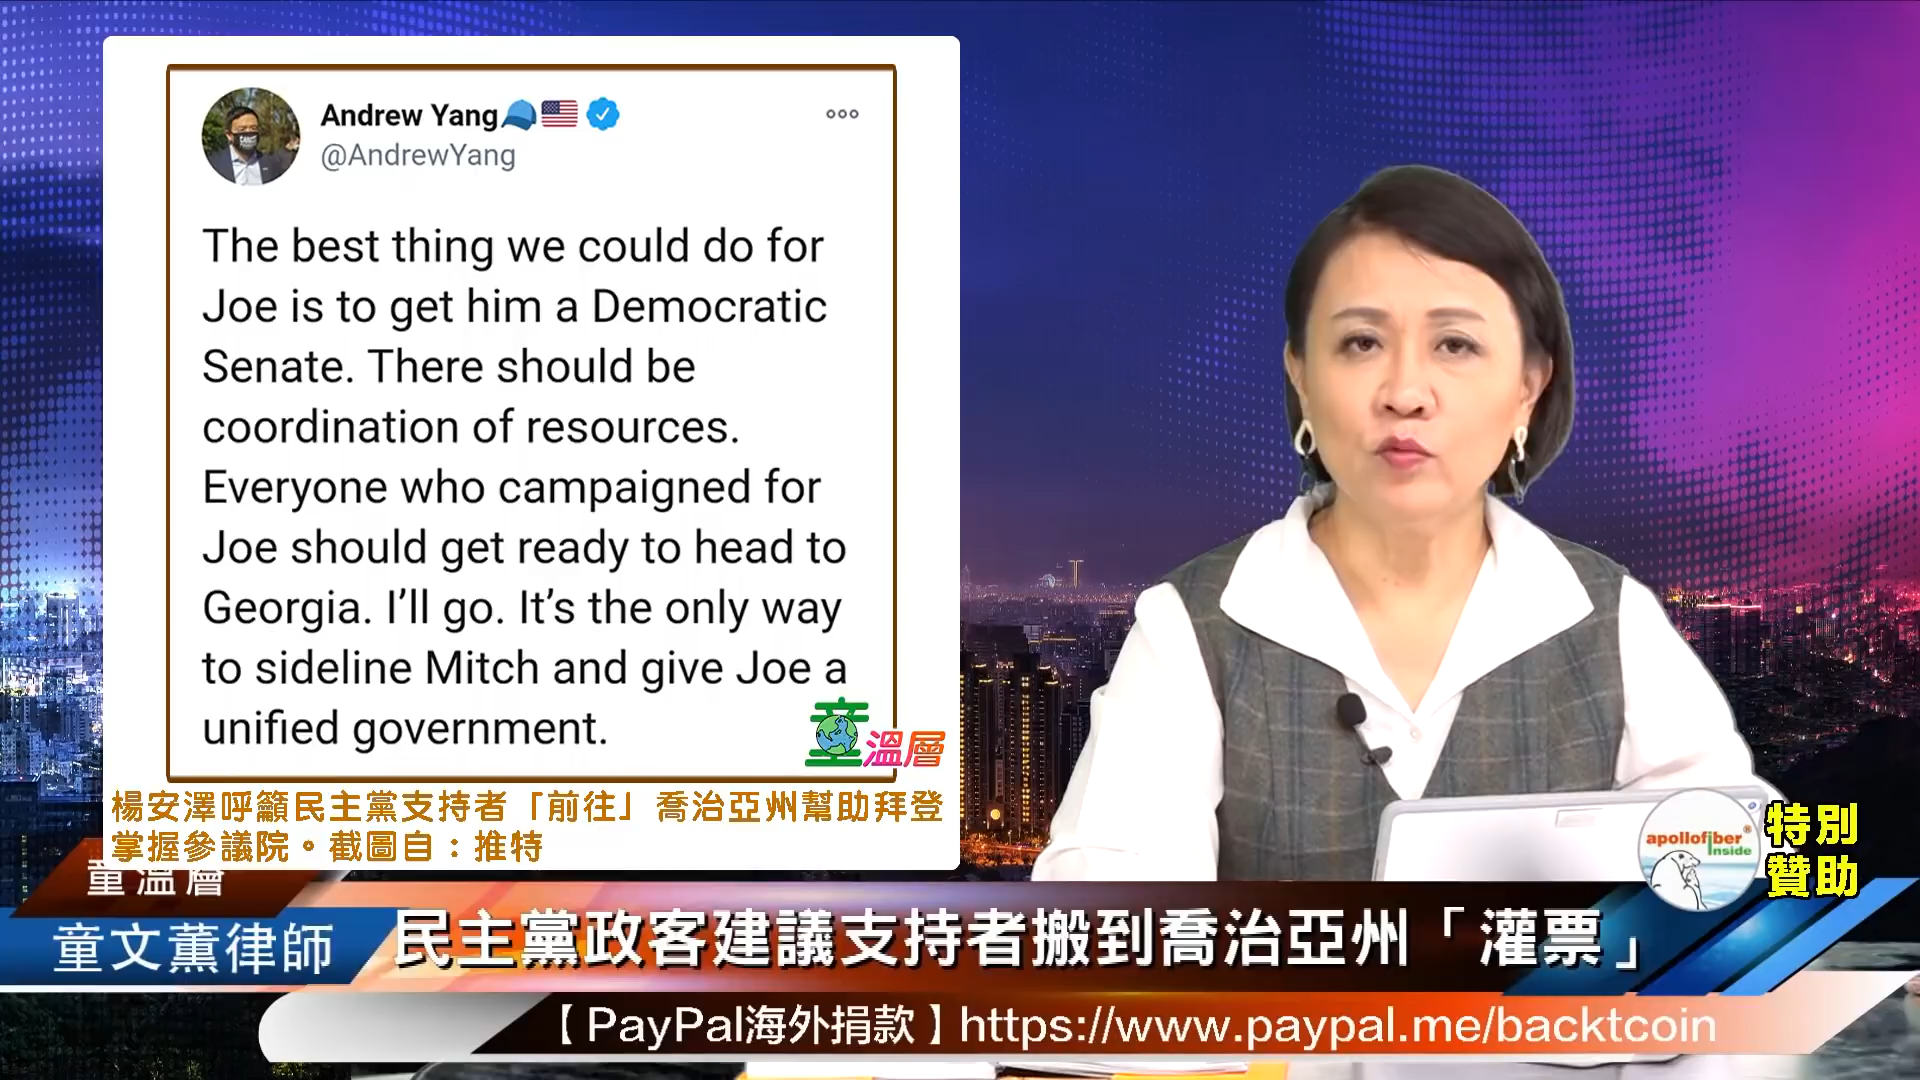 Andrew Yang
@AndrewYang
The best thing we could do for
Joe is to get him a Democratic
Senate. There should be
coordination of resources.
Everyone who campaigned for
Joe should get ready to head to
Georgia. I’ll go. It’s the only way
to sideline Mitch and give Joe a
unified government.
童溫層
楊安澤呼籲民主黨支持者「前往」喬治亞州幫助拜登
掌握參議院。截圖自：推特
apollofiber®
inside
特別
贊助
童溫層
童文薰律師
民主黨政客建議支持者搬到喬治亞州「灌票」
【PayPal海外捐款】https://www.paypal.me/backtcoin